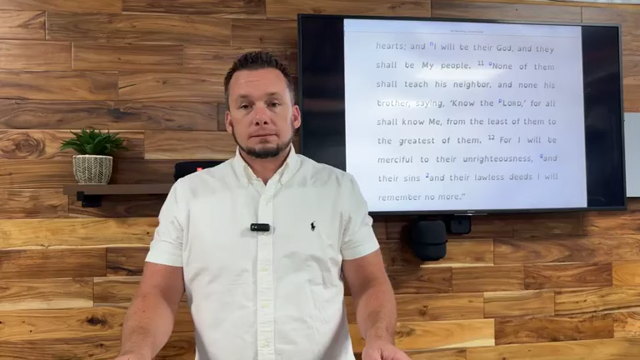 hearts; and I will be their God, and they
shall be My people. 11 None of them
shall teach his neighbor, and none his
brother, saying, ‘Know the LORD,’ for all
shall know Me, from the least of them to
the greatest of them. 12 For I will be
merciful to their unrighteousness, and
their sins and their lawless deeds I will
remember no more.”